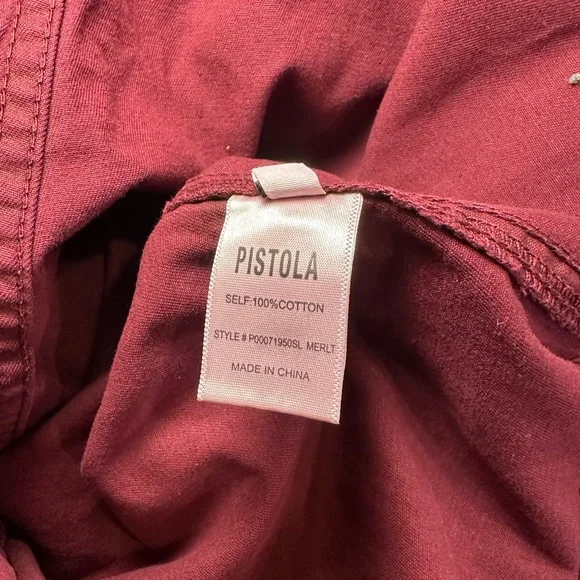 PISTOLA
SELF:100%COTTON
STYLE # P00071950SL MERLT
MADE IN CHINA